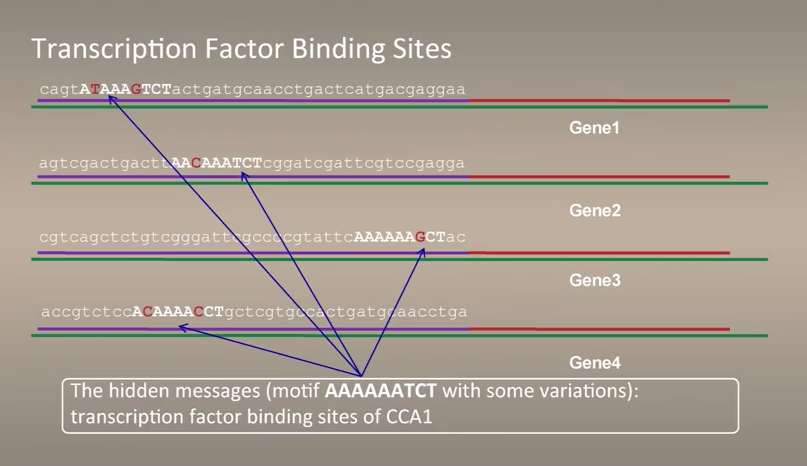 Transcription Factor Binding Sites
cagtATAAAGTCTactgatgcaacctgactcatgacgaggaa
Gene1
agtcgactgacttAACAAATCTcggatcgattcgtccgagga
Gene2
cgtcagctctgtcgggattcgccccgtattcAAAAAAGCTac
Gene3
accgtctccACAAAACCTgctcgtgccactgatgcaacctga
Gene4
The hidden messages (motif AAAAAATCT with some variations):
transcription factor binding sites of CCA1